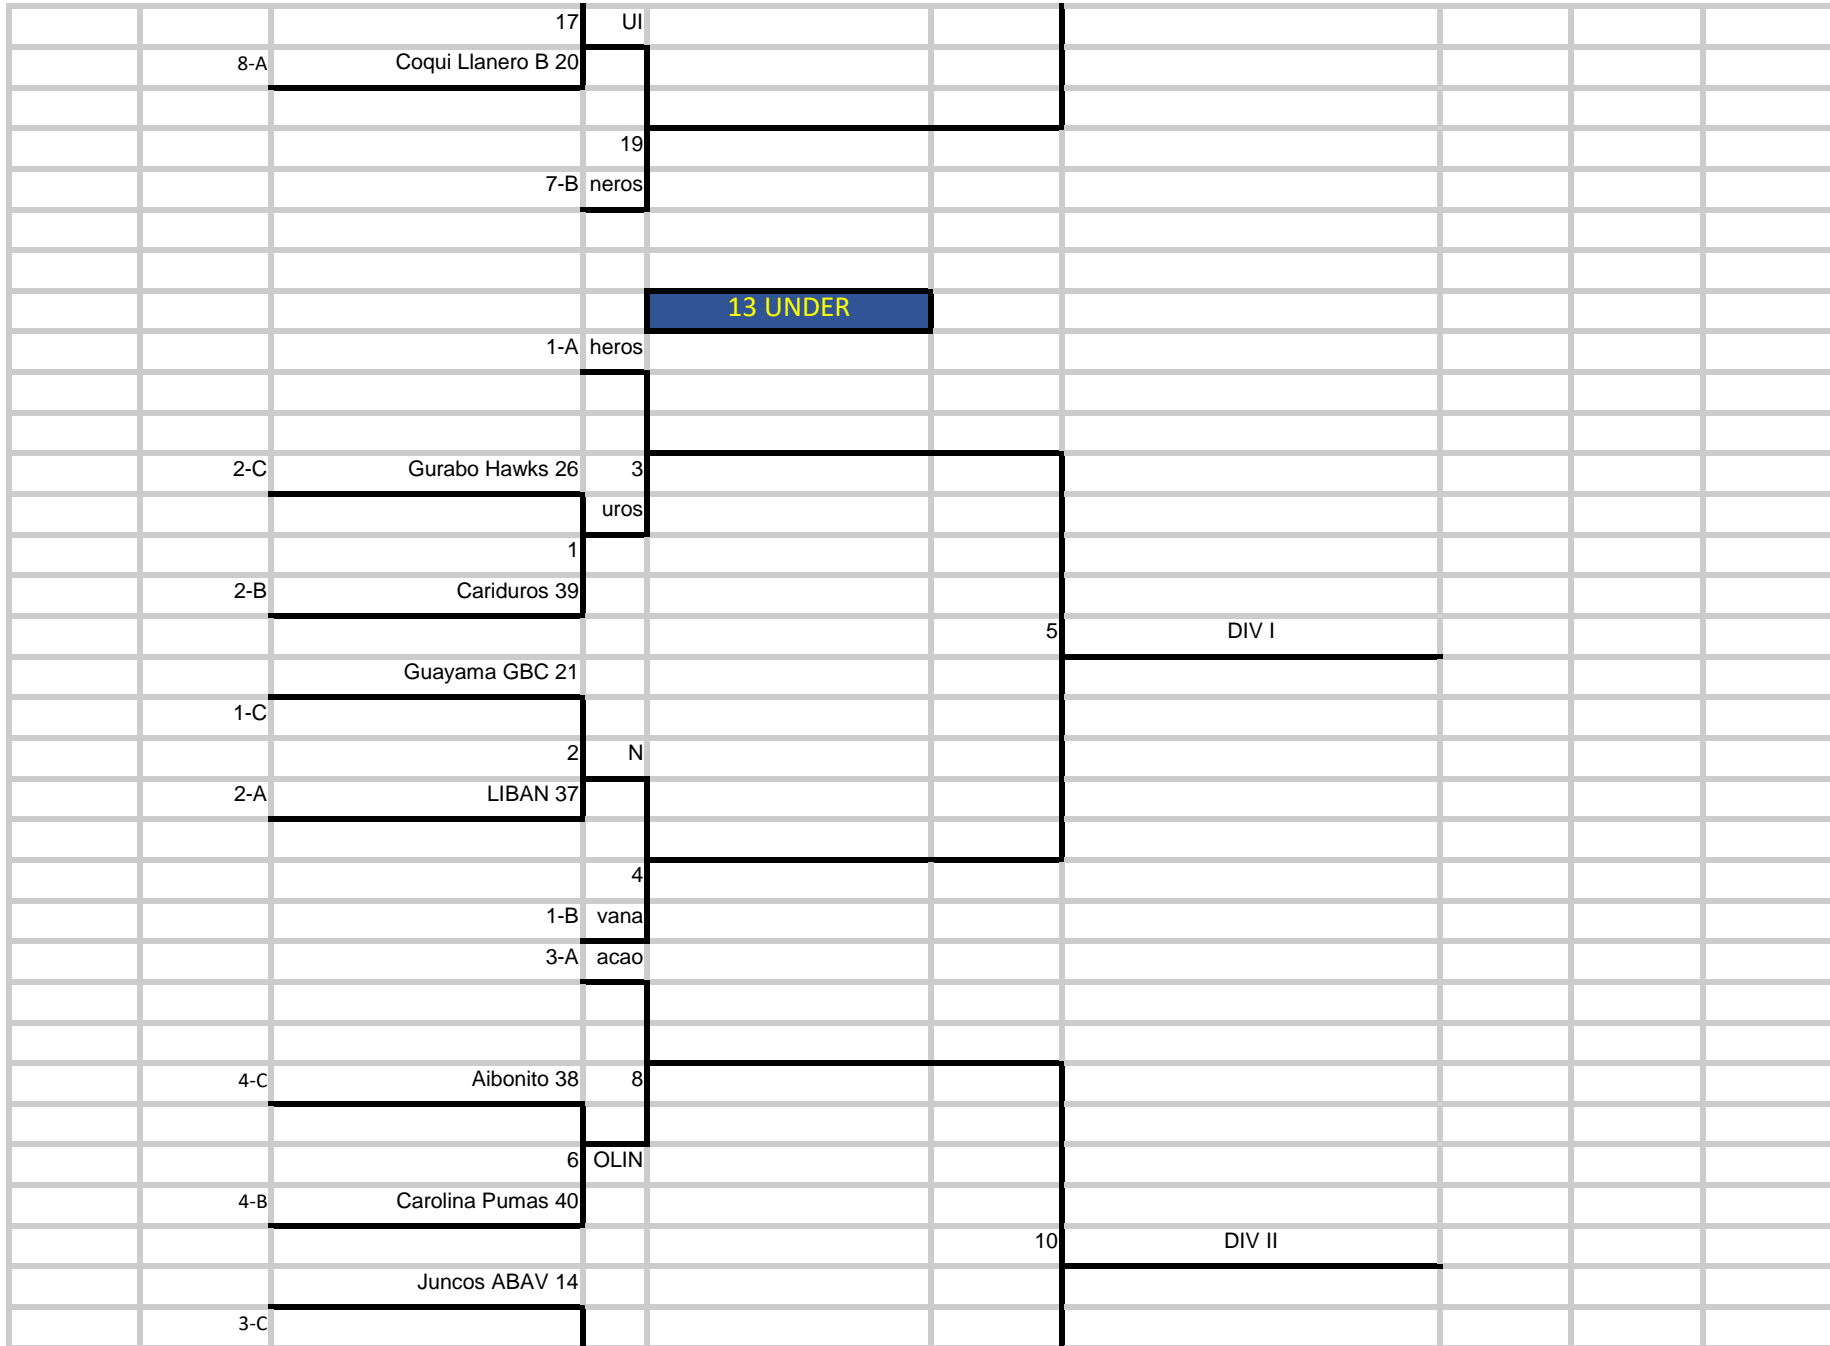 17 UI
8-A Coqui Llanero B 20
19
7-B neros
13 UNDER
1-A heros
2-C Gurabo Hawks 26 3
uros
1
2-B Cariduros 39
5 DIV I
Guayama GBC 21
1-C
2 N
2-A LIBAN 37
4
1-B vana
3-A acao
4-C Aibonito 38 8
6 OLIN
4-B Carolina Pumas 40
10 DIV II
Juncos ABAV 14
3-C